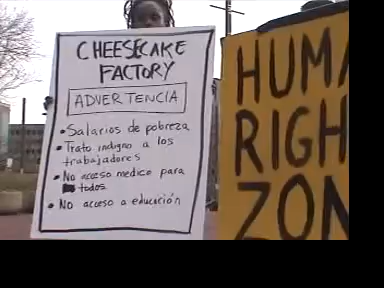 CHEESECAKE
FACTORY
ADVERTENCIA
• Salarios de pobreza
• Trato indigno a los
trabajadores
• No acceso medico para
todos
• No acceso a educación
HUMA
RIGH
ZON